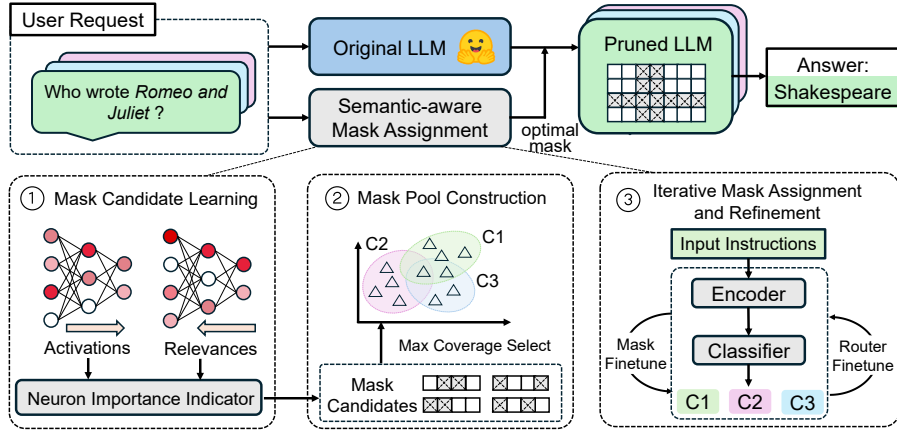 User Request
Who wrote Romeo and
Juliet ?
Original LLM
Semantic-aware
Mask Assignment
optimal
mask
Pruned LLM
Answer:
Shakespeare
1 Mask Candidate Learning
Activations
Relevances
Neuron Importance Indicator
2 Mask Pool Construction
C1
C2
C3
Max Coverage Select
Mask
Candidates
3 Iterative Mask Assignment
and Refinement
Input Instructions
Encoder
Classifier
Mask
Finetune
Router
Finetune
C1 C2 C3